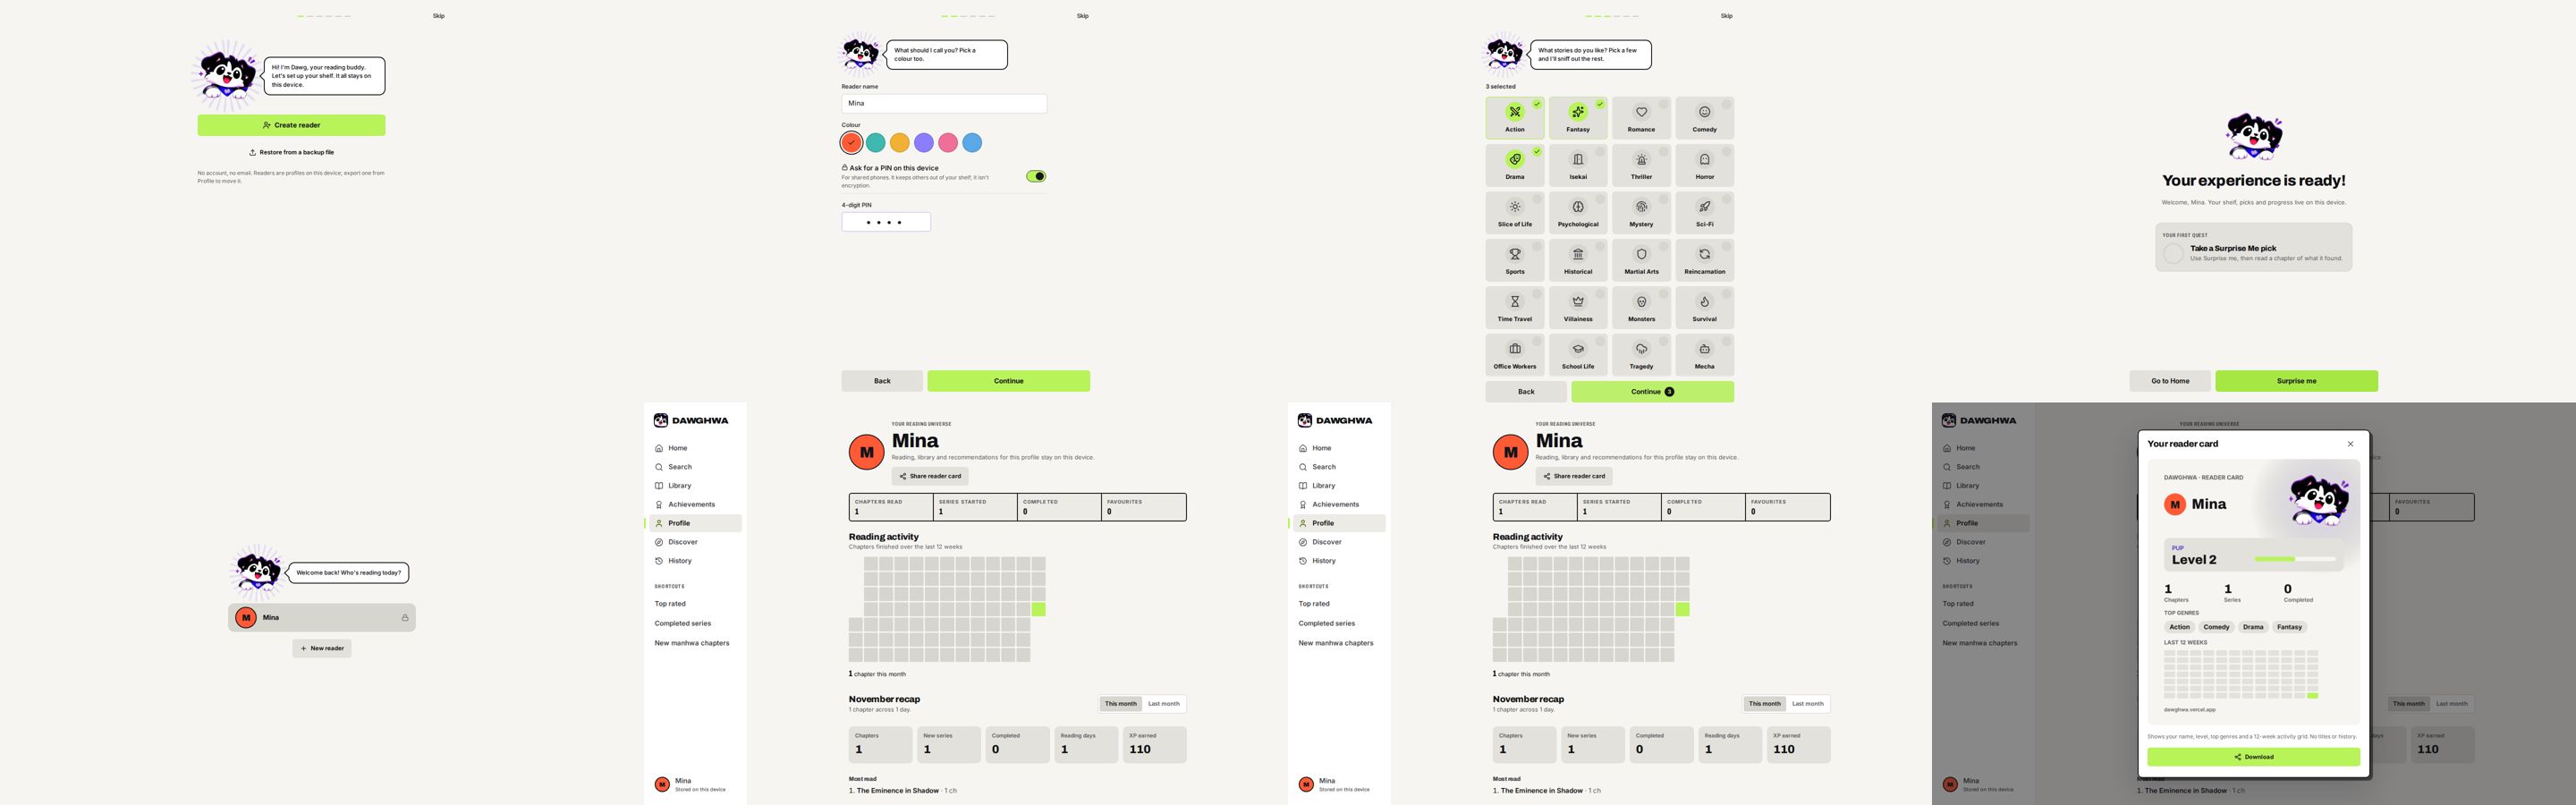 Skip
Hi! I'm Dawg, your reading buddy.
Let's set up your shelf. It all stays on
this device.
Create reader
Restore from a backup file
No account, no email. Readers are profiles on this device; export one from
Profile to move it.
Skip
What should I call you? Pick a
colour too.
Reader name
Mina
Colour
Ask for a PIN on this device
For shared phones. It keeps others out of your shelf; it isn't
encryption.
4-digit PIN
Back
Continue
Skip
What stories do you like? Pick a few
and I'll sniff out the rest.
3 selected
Action
Fantasy
Romance
Comedy
Drama
Isekai
Thriller
Horror
Slice of Life
Psychological
Mystery
Sci-Fi
Sports
Historical
Martial Arts
Reincarnation
Time Travel
Villainess
Monsters
Survival
Office Workers
School Life
Tragedy
Mecha
Back
Continue 3
Your experience is ready!
Welcome, Mina. Your shelf, picks and progress live on this device.
YOUR FIRST QUEST
Take a Surprise Me pick
Use Surprise me, then read a chapter of what it found.
Go to Home
Surprise me
Welcome back! Who's reading today?
M
Mina
New reader
DAWGHWA
Home
Search
Library
Achievements
Profile
Discover
History
SHORTCUTS
Top rated
Completed series
New manhwa chapters
M
Mina
Stored on this device
YOUR READING UNIVERSE
M
Mina
Reading, library and recommendations for this profile stay on this device.
Share reader card
CHAPTERS READ
1
SERIES STARTED
1
COMPLETED
0
FAVOURITES
0
Reading activity
Chapters finished over the last 12 weeks
1 chapter this month
November recap
1 chapter across 1 day.
This month
Last month
Chapters
1
New series
1
Completed
0
Reading days
1
XP earned
110
Most read
1. The Eminence in Shadow · 1 ch
DAWGHWA
Home
Search
Library
Achievements
Profile
Discover
History
SHORTCUTS
Top rated
Completed series
New manhwa chapters
M
Mina
Stored on this device
YOUR READING UNIVERSE
M
Mina
Reading, library and recommendations for this profile stay on this device.
Share reader card
CHAPTERS READ
1
SERIES STARTED
1
COMPLETED
0
FAVOURITES
0
Reading activity
Chapters finished over the last 12 weeks
1 chapter this month
November recap
1 chapter across 1 day.
This month
Last month
Chapters
1
New series
1
Completed
0
Reading days
1
XP earned
110
Most read
1. The Eminence in Shadow · 1 ch
DAWGHWA
Home
Search
Library
Achievements
Profile
Discover
History
SHORTCUTS
Top rated
Completed series
New manhwa chapters
M
Mina
Stored on this device
YOUR READING UNIVERSE
Your reader card
DAWGHWA · READER CARD
M
Mina
PUP
Level 2
1
Chapters
1
Series
0
Completed
TOP GENRES
Action
Comedy
Drama
Fantasy
LAST 12 WEEKS
dawghwa.vercel.app
Shows your name, level, top genres and a 12-week activity grid. No titles or history.
Download
FAVOURITES
0
This month
Last month
XP earned
110
1. The Eminence in Shadow · 1 ch